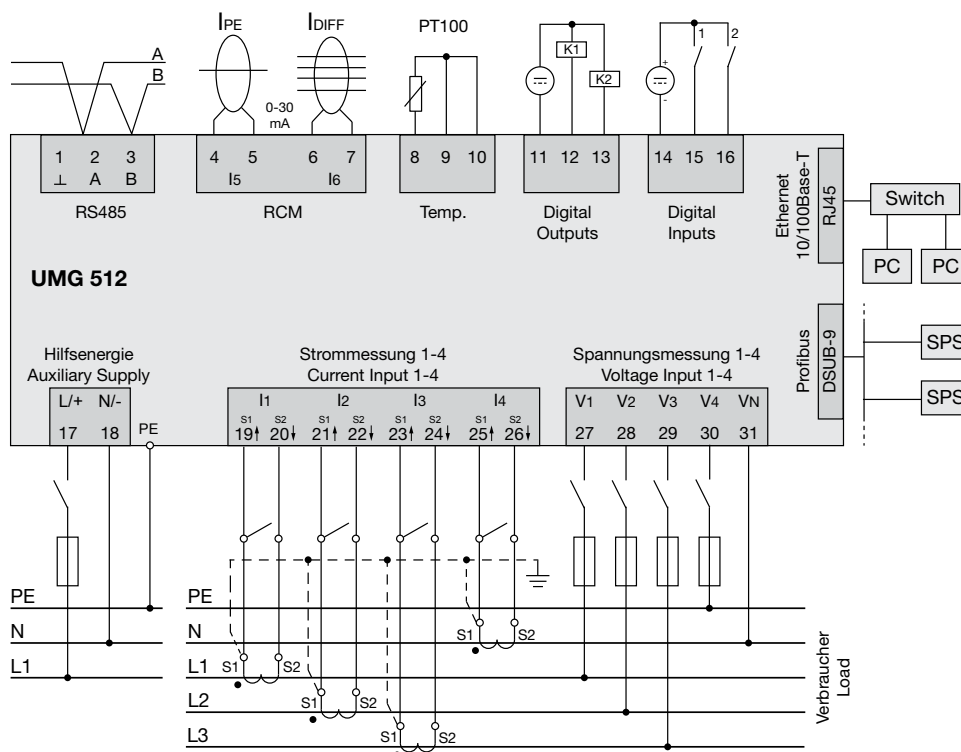 IPE IDIFF PT100
A
B
0-30
mA
K1
K2
+
-
1 2
1 2 3
⊥ A B
RS485
4 5 6 7
I5 I6
RCM
8 9 10
Temp.
11 12 13
Digital
Outputs
14 15 16
Digital
Inputs
Ethernet
10/100Base-T
RJ45
Switch
PC PC
UMG 512
Profibus
DSUB-9
SPS
SPS
Hilfsenergie
Auxiliary Supply
L/+ N/-
17 18
PE
Strommessung 1-4
Current Input 1-4
I1 I2 I3 I4
S1 S2 S1 S2 S1 S2 S1 S2
19 20 21 22 23 24 25 26
Spannungsmessung 1-4
Voltage Input 1-4
V1 V2 V3 V4 VN
27 28 29 30 31
PE PE
N N
S1 S2
L1 L1
S1 S2
L2
S1 S2
L3
S1 S2
Verbraucher
Load